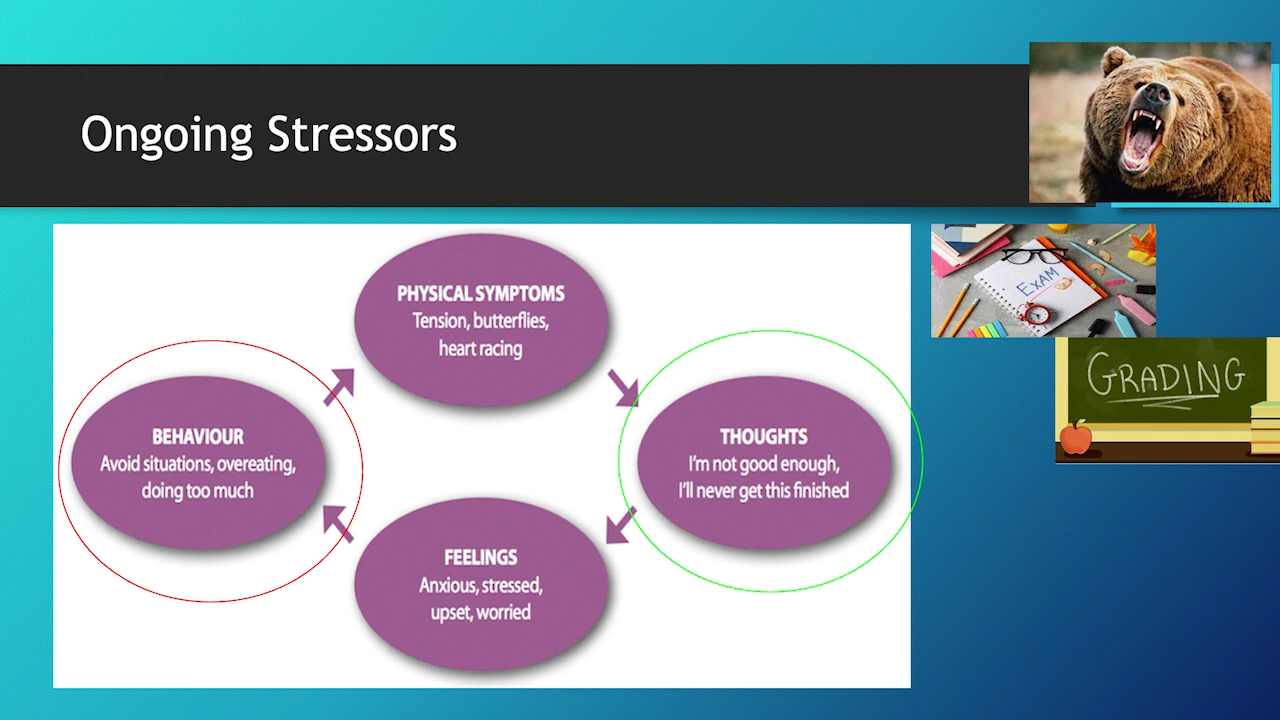 Ongoing Stressors
PHYSICAL SYMPTOMS
Tension, butterflies,
heart racing
BEHAVIOUR
Avoid situations, overeating,
doing too much
THOUGHTS
I'm not good enough,
I'll never get this finished
FEELINGS
Anxious, stressed,
upset, worried
EXAM
GRADING